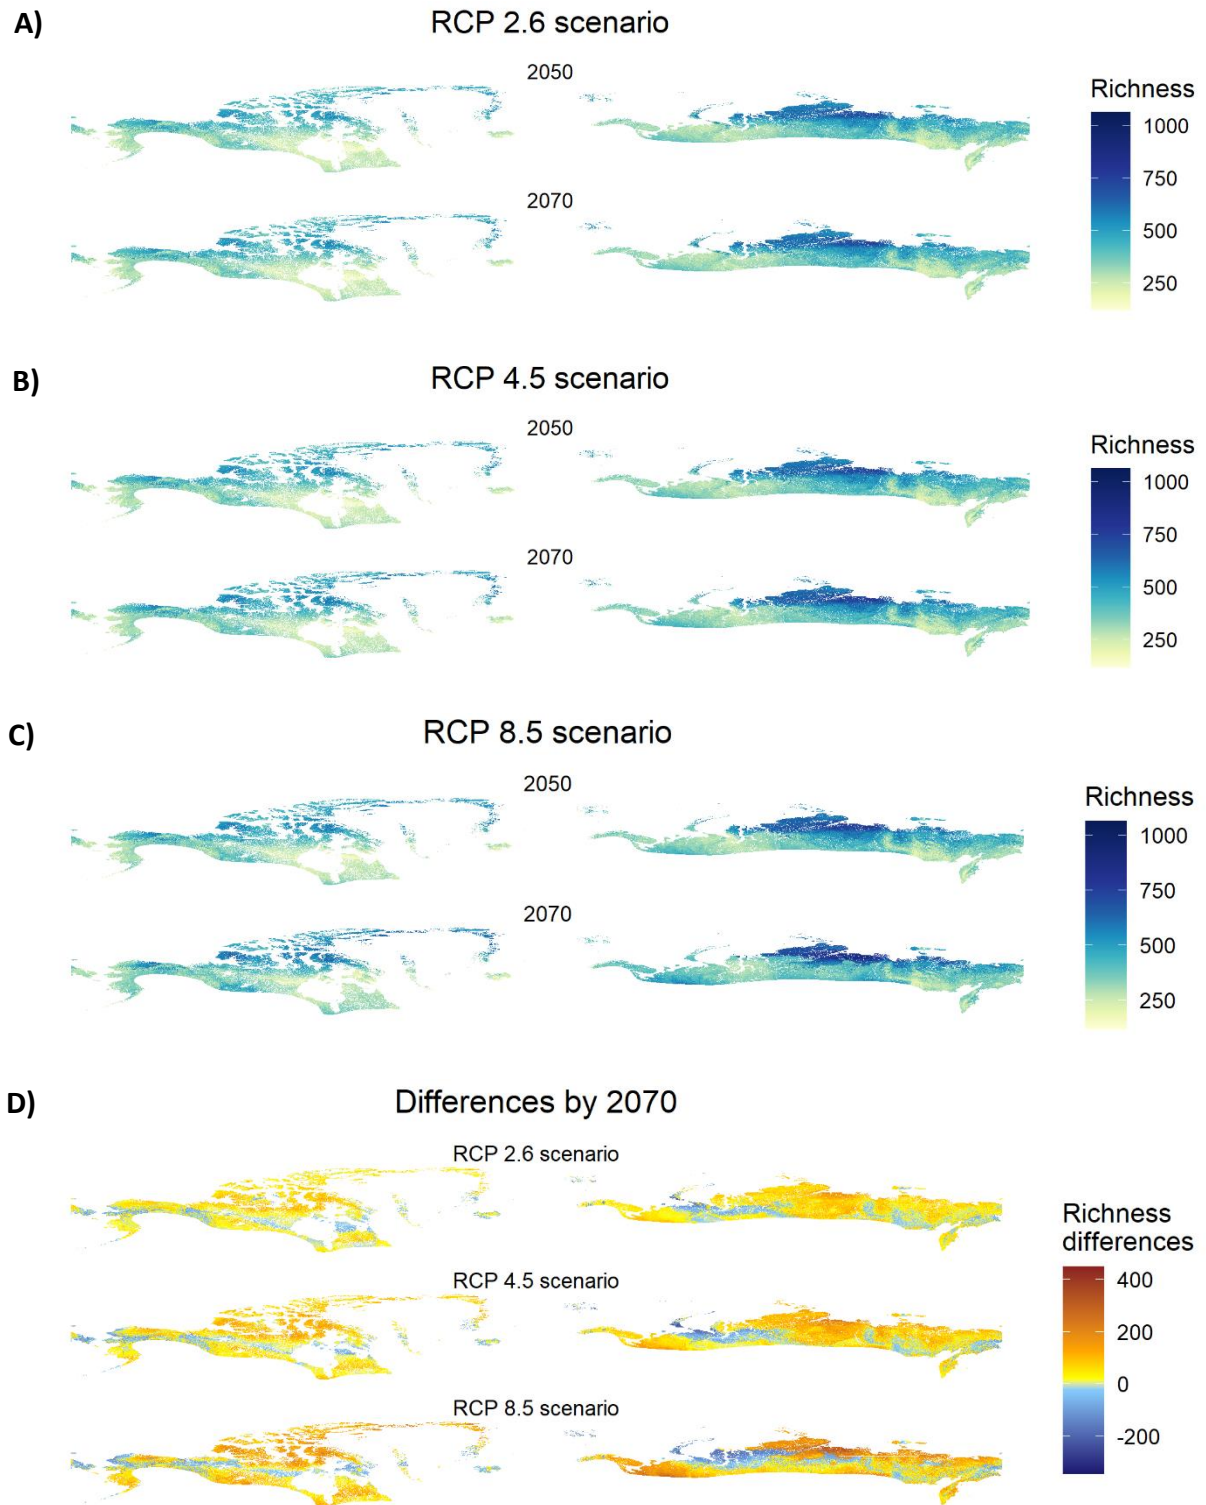 A)
RCP 2.6 scenario
2050
2070
Richness
1000
750
500
250
B)
RCP 4.5 scenario
2050
2070
Richness
1000
750
500
250
C)
RCP 8.5 scenario
2050
2070
Richness
1000
750
500
250
D)
Differences by 2070
RCP 2.6 scenario
RCP 4.5 scenario
RCP 8.5 scenario
Richness
differences
400
200
0
-200